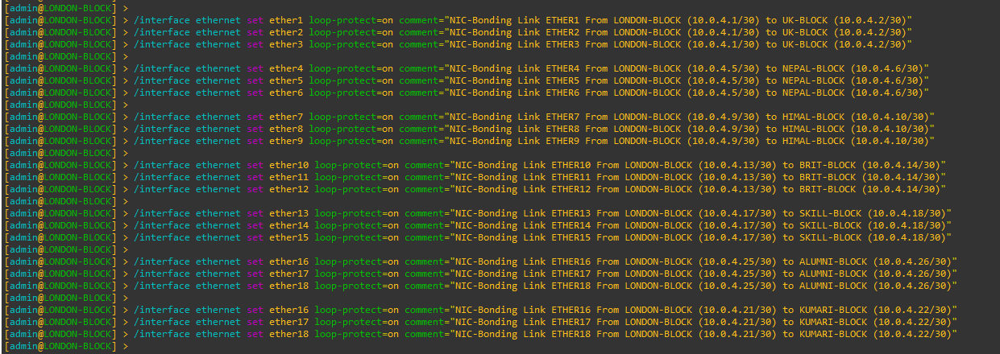 [admin@LONDON-BLOCK] >
[admin@LONDON-BLOCK] > /interface ethernet set ether1 loop-protect=on comment="NIC-Bonding Link ETHER1 From LONDON-BLOCK (10.0.4.1/30) to UK-BLOCK (10.0.4.2/30)"
[admin@LONDON-BLOCK] > /interface ethernet set ether2 loop-protect=on comment="NIC-Bonding Link ETHER2 From LONDON-BLOCK (10.0.4.1/30) to UK-BLOCK (10.0.4.2/30)"
[admin@LONDON-BLOCK] > /interface ethernet set ether3 loop-protect=on comment="NIC-Bonding Link ETHER3 From LONDON-BLOCK (10.0.4.1/30) to UK-BLOCK (10.0.4.2/30)"
[admin@LONDON-BLOCK] >
[admin@LONDON-BLOCK] > /interface ethernet set ether4 loop-protect=on comment="NIC-Bonding Link ETHER4 From LONDON-BLOCK (10.0.4.5/30) to NEPAL-BLOCK (10.0.4.6/30)"
[admin@LONDON-BLOCK] > /interface ethernet set ether5 loop-protect=on comment="NIC-Bonding Link ETHER5 From LONDON-BLOCK (10.0.4.5/30) to NEPAL-BLOCK (10.0.4.6/30)"
[admin@LONDON-BLOCK] > /interface ethernet set ether6 loop-protect=on comment="NIC-Bonding Link ETHER6 From LONDON-BLOCK (10.0.4.5/30) to NEPAL-BLOCK (10.0.4.6/30)"
[admin@LONDON-BLOCK] >
[admin@LONDON-BLOCK] > /interface ethernet set ether7 loop-protect=on comment="NIC-Bonding Link ETHER7 From LONDON-BLOCK (10.0.4.9/30) to HIMAL-BLOCK (10.0.4.10/30)"
[admin@LONDON-BLOCK] > /interface ethernet set ether8 loop-protect=on comment="NIC-Bonding Link ETHER8 From LONDON-BLOCK (10.0.4.9/30) to HIMAL-BLOCK (10.0.4.10/30)"
[admin@LONDON-BLOCK] > /interface ethernet set ether9 loop-protect=on comment="NIC-Bonding Link ETHER9 From LONDON-BLOCK (10.0.4.9/30) to HIMAL-BLOCK (10.0.4.10/30)"
[admin@LONDON-BLOCK] >
[admin@LONDON-BLOCK] > /interface ethernet set ether10 loop-protect=on comment="NIC-Bonding Link ETHER10 From LONDON-BLOCK (10.0.4.13/30) to BRIT-BLOCK (10.0.4.14/30)"
[admin@LONDON-BLOCK] > /interface ethernet set ether11 loop-protect=on comment="NIC-Bonding Link ETHER11 From LONDON-BLOCK (10.0.4.13/30) to BRIT-BLOCK (10.0.4.14/30)"
[admin@LONDON-BLOCK] > /interface ethernet set ether12 loop-protect=on comment="NIC-Bonding Link ETHER12 From LONDON-BLOCK (10.0.4.13/30) to BRIT-BLOCK (10.0.4.14/30)"
[admin@LONDON-BLOCK] >
[admin@LONDON-BLOCK] > /interface ethernet set ether13 loop-protect=on comment="NIC-Bonding Link ETHER13 From LONDON-BLOCK (10.0.4.17/30) to SKILL-BLOCK (10.0.4.18/30)"
[admin@LONDON-BLOCK] > /interface ethernet set ether14 loop-protect=on comment="NIC-Bonding Link ETHER14 From LONDON-BLOCK (10.0.4.17/30) to SKILL-BLOCK (10.0.4.18/30)"
[admin@LONDON-BLOCK] > /interface ethernet set ether15 loop-protect=on comment="NIC-Bonding Link ETHER15 From LONDON-BLOCK (10.0.4.17/30) to SKILL-BLOCK (10.0.4.18/30)"
[admin@LONDON-BLOCK] >
[admin@LONDON-BLOCK] > /interface ethernet set ether16 loop-protect=on comment="NIC-Bonding Link ETHER16 From LONDON-BLOCK (10.0.4.25/30) to ALUMNI-BLOCK (10.0.4.26/30)"
[admin@LONDON-BLOCK] > /interface ethernet set ether17 loop-protect=on comment="NIC-Bonding Link ETHER17 From LONDON-BLOCK (10.0.4.25/30) to ALUMNI-BLOCK (10.0.4.26/30)"
[admin@LONDON-BLOCK] > /interface ethernet set ether18 loop-protect=on comment="NIC-Bonding Link ETHER18 From LONDON-BLOCK (10.0.4.25/30) to ALUMNI-BLOCK (10.0.4.26/30)"
[admin@LONDON-BLOCK] >
[admin@LONDON-BLOCK] > /interface ethernet set ether16 loop-protect=on comment="NIC-Bonding Link ETHER16 From LONDON-BLOCK (10.0.4.21/30) to KUMARI-BLOCK (10.0.4.22/30)"
[admin@LONDON-BLOCK] > /interface ethernet set ether17 loop-protect=on comment="NIC-Bonding Link ETHER17 From LONDON-BLOCK (10.0.4.21/30) to KUMARI-BLOCK (10.0.4.22/30)"
[admin@LONDON-BLOCK] > /interface ethernet set ether18 loop-protect=on comment="NIC-Bonding Link ETHER18 From LONDON-BLOCK (10.0.4.21/30) to KUMARI-BLOCK (10.0.4.22/30)"
[admin@LONDON-BLOCK] >